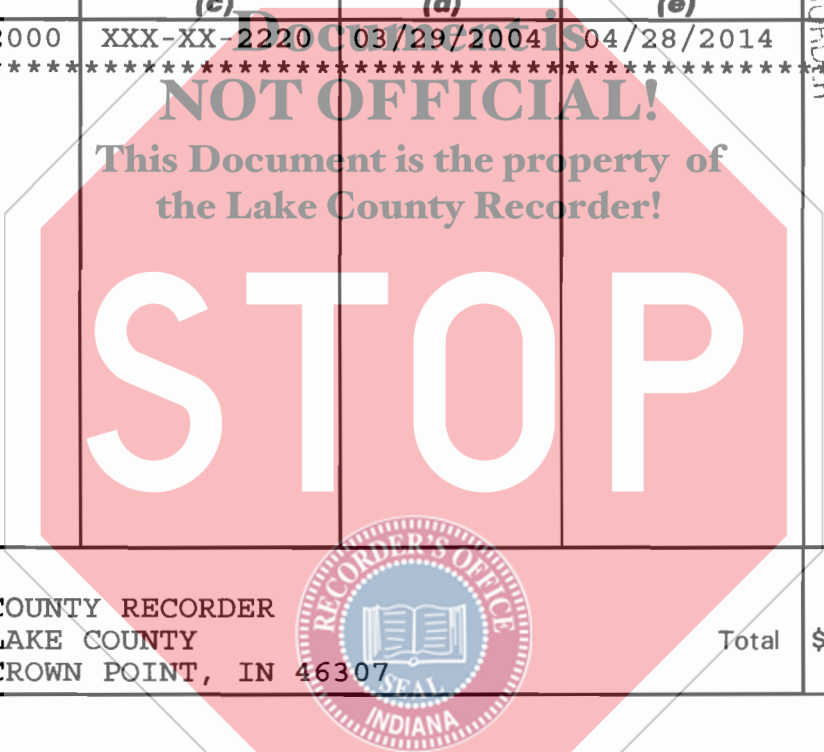 (c) (d) (e)
2000 XXX-XX-2220 03/29/2004 04/28/2014
****************************************************
Document is
NOT OFFICIAL!
This Document is the property of
the Lake County Recorder!
STOP
COUNTY RECORDER
LAKE COUNTY
CROWN POINT, IN 46307
Total $
RECORDER'S OFFICE
SEAL
INDIANA